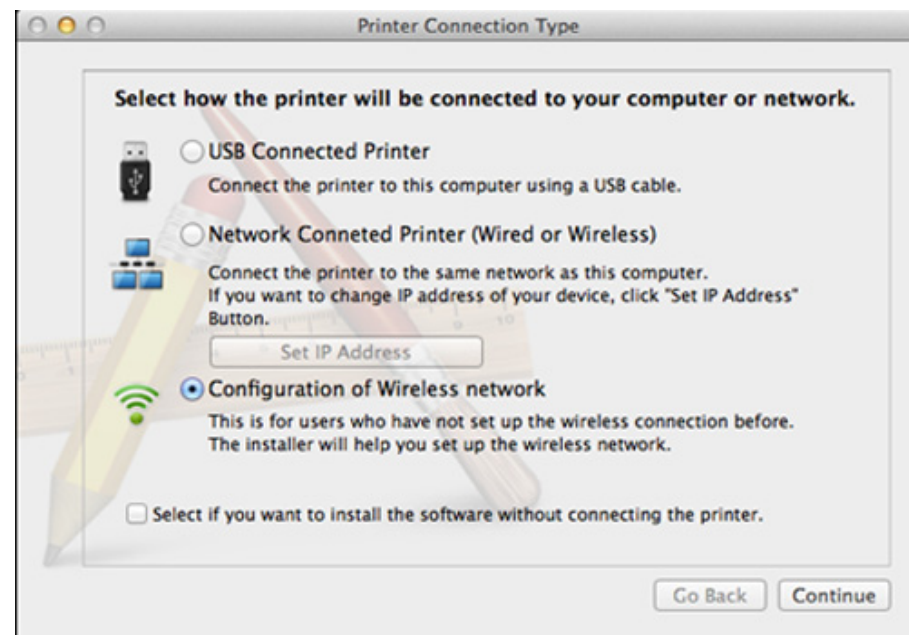 Printer Connection Type
Select how the printer will be connected to your computer or network.
USB Connected Printer
Connect the printer to this computer using a USB cable.
Network Conneted Printer (Wired or Wireless)
Connect the printer to the same network as this computer.
If you want to change IP address of your device, click "Set IP Address"
Button.
Set IP Address
Configuration of Wireless network
This is for users who have not set up the wireless connection before.
The installer will help you set up the wireless network.
Select if you want to install the software without connecting the printer.
Go Back Continue